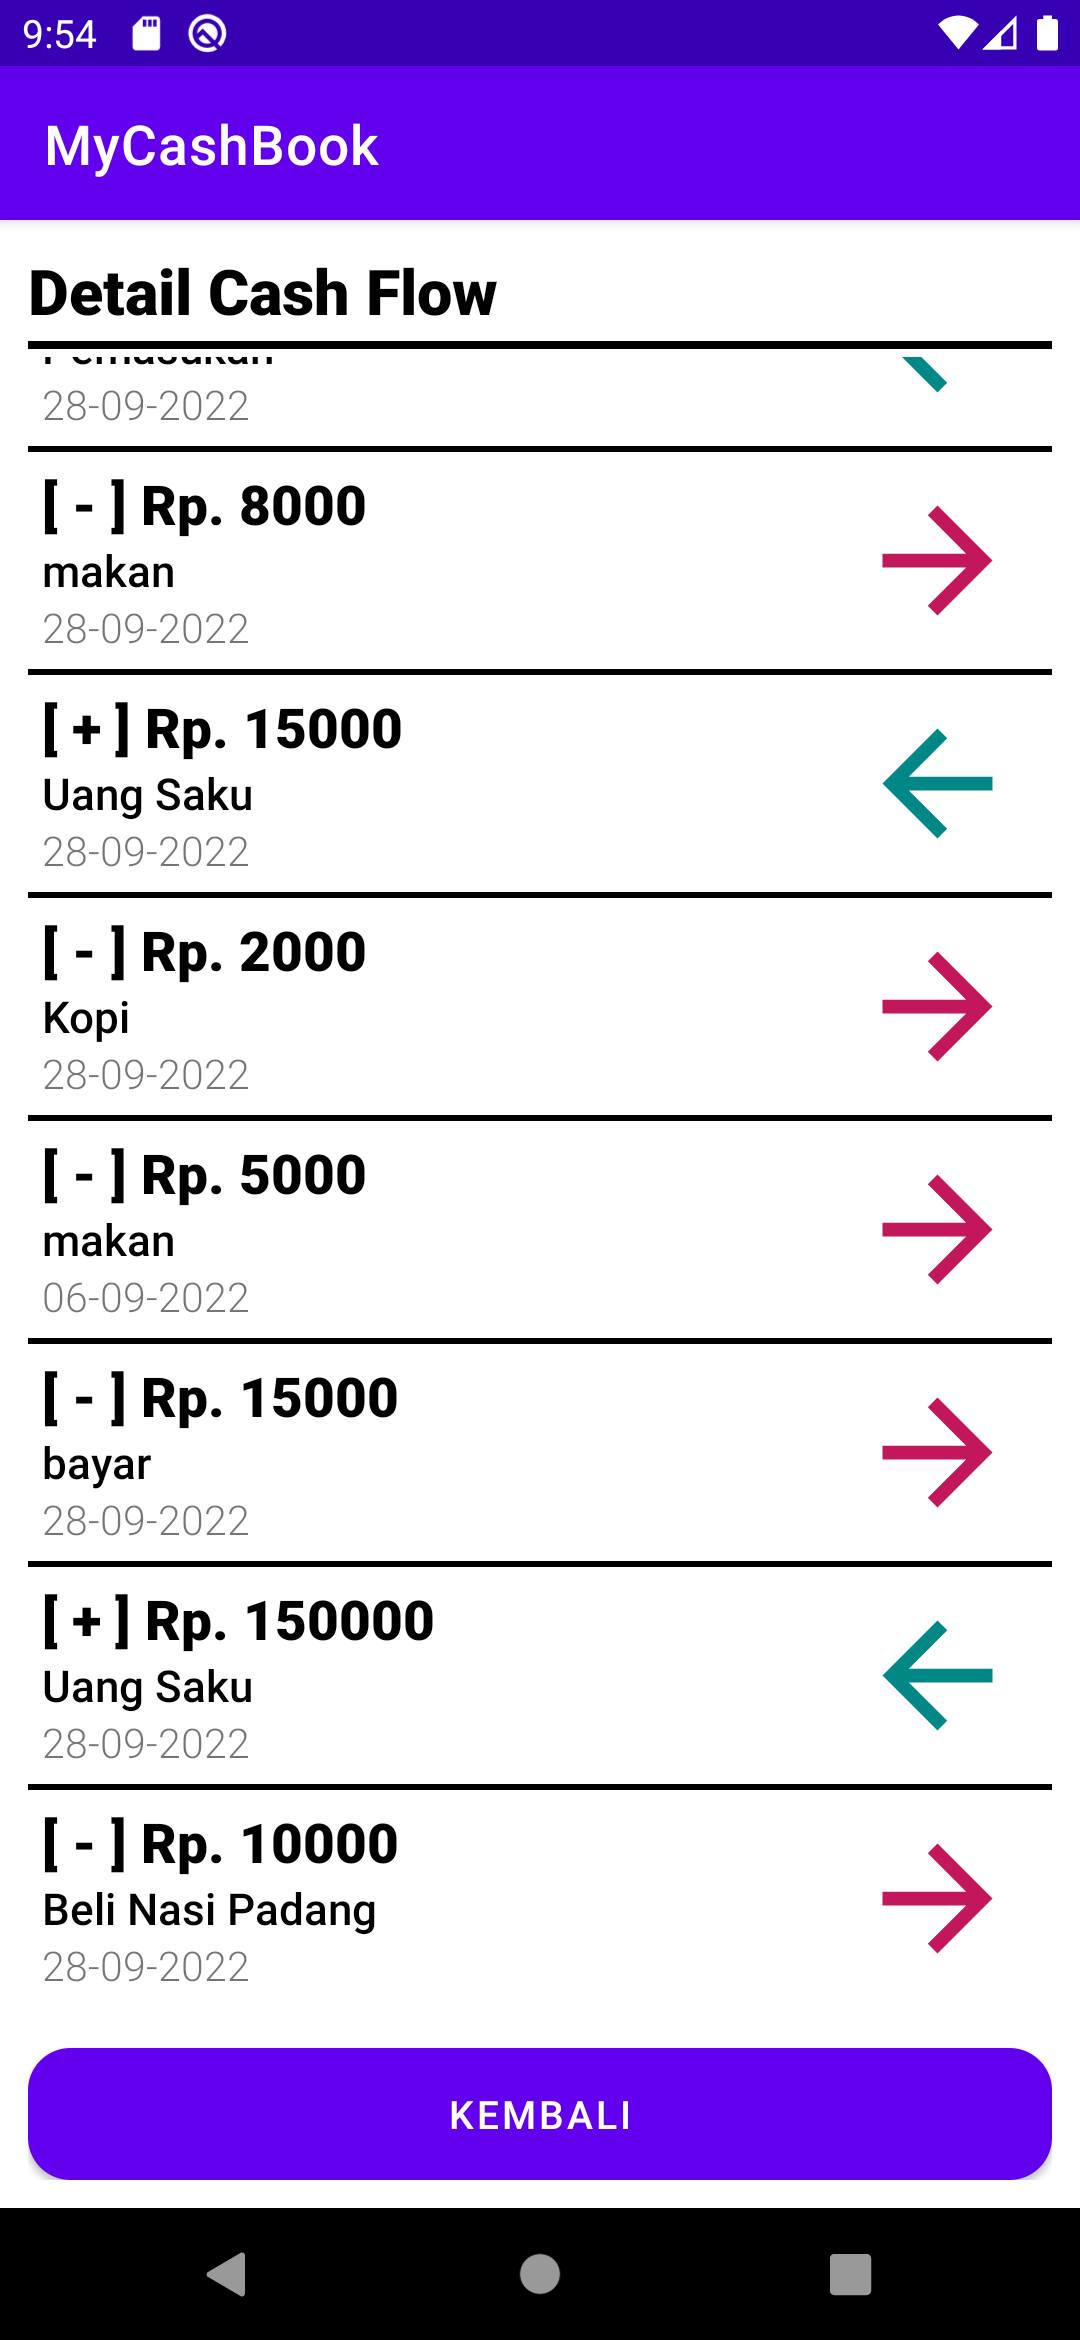 9:54
MyCashBook
Detail Cash Flow
Pemasukan
28-09-2022
[ - ] Rp. 8000
makan
28-09-2022
[ + ] Rp. 15000
Uang Saku
28-09-2022
[ - ] Rp. 2000
Kopi
28-09-2022
[ - ] Rp. 5000
makan
06-09-2022
[ - ] Rp. 15000
bayar
28-09-2022
[ + ] Rp. 150000
Uang Saku
28-09-2022
[ - ] Rp. 10000
Beli Nasi Padang
28-09-2022
KEMBALI